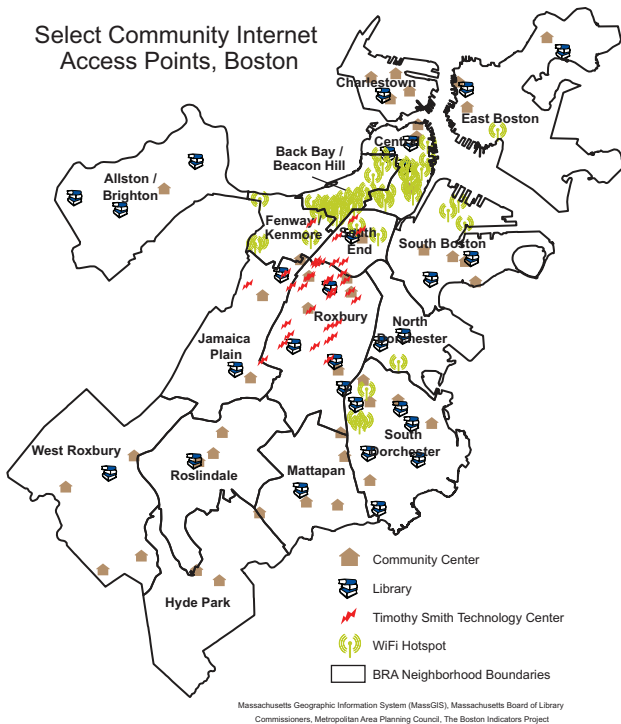 Select Community Internet
Access Points, Boston
Charlestown
East Boston
Central
Back Bay /
Beacon Hill
Allston /
Brighton
Fenway /
Kenmore
South
End
South Boston
Roxbury
North
Dorchester
Jamaica
Plain
West Roxbury
Roslindale
Mattapan
South
Dorchester
Hyde Park
Community Center
Library
Timothy Smith Technology Center
WiFi Hotspot
BRA Neighborhood Boundaries
Massachusetts Geographic Information System (MassGIS), Massachusetts Board of Library
Commissioners, Metropolitan Area Planning Council, The Boston Indicators Project